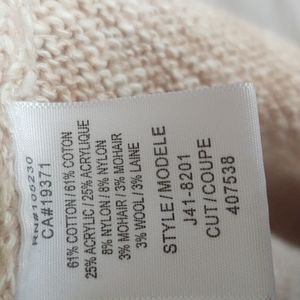 RN#106230
CA#19371
61% COTTON / 61% COTON
25% ACRYLIC / 25% ACRYLIQUE
8% NYLON / 8% NYLON
3% MOHAIR / 3% MOHAIR
3% WOOL / 3% LAINE
STYLE / MODELE
J41-8201
CUT / COUPE
407538